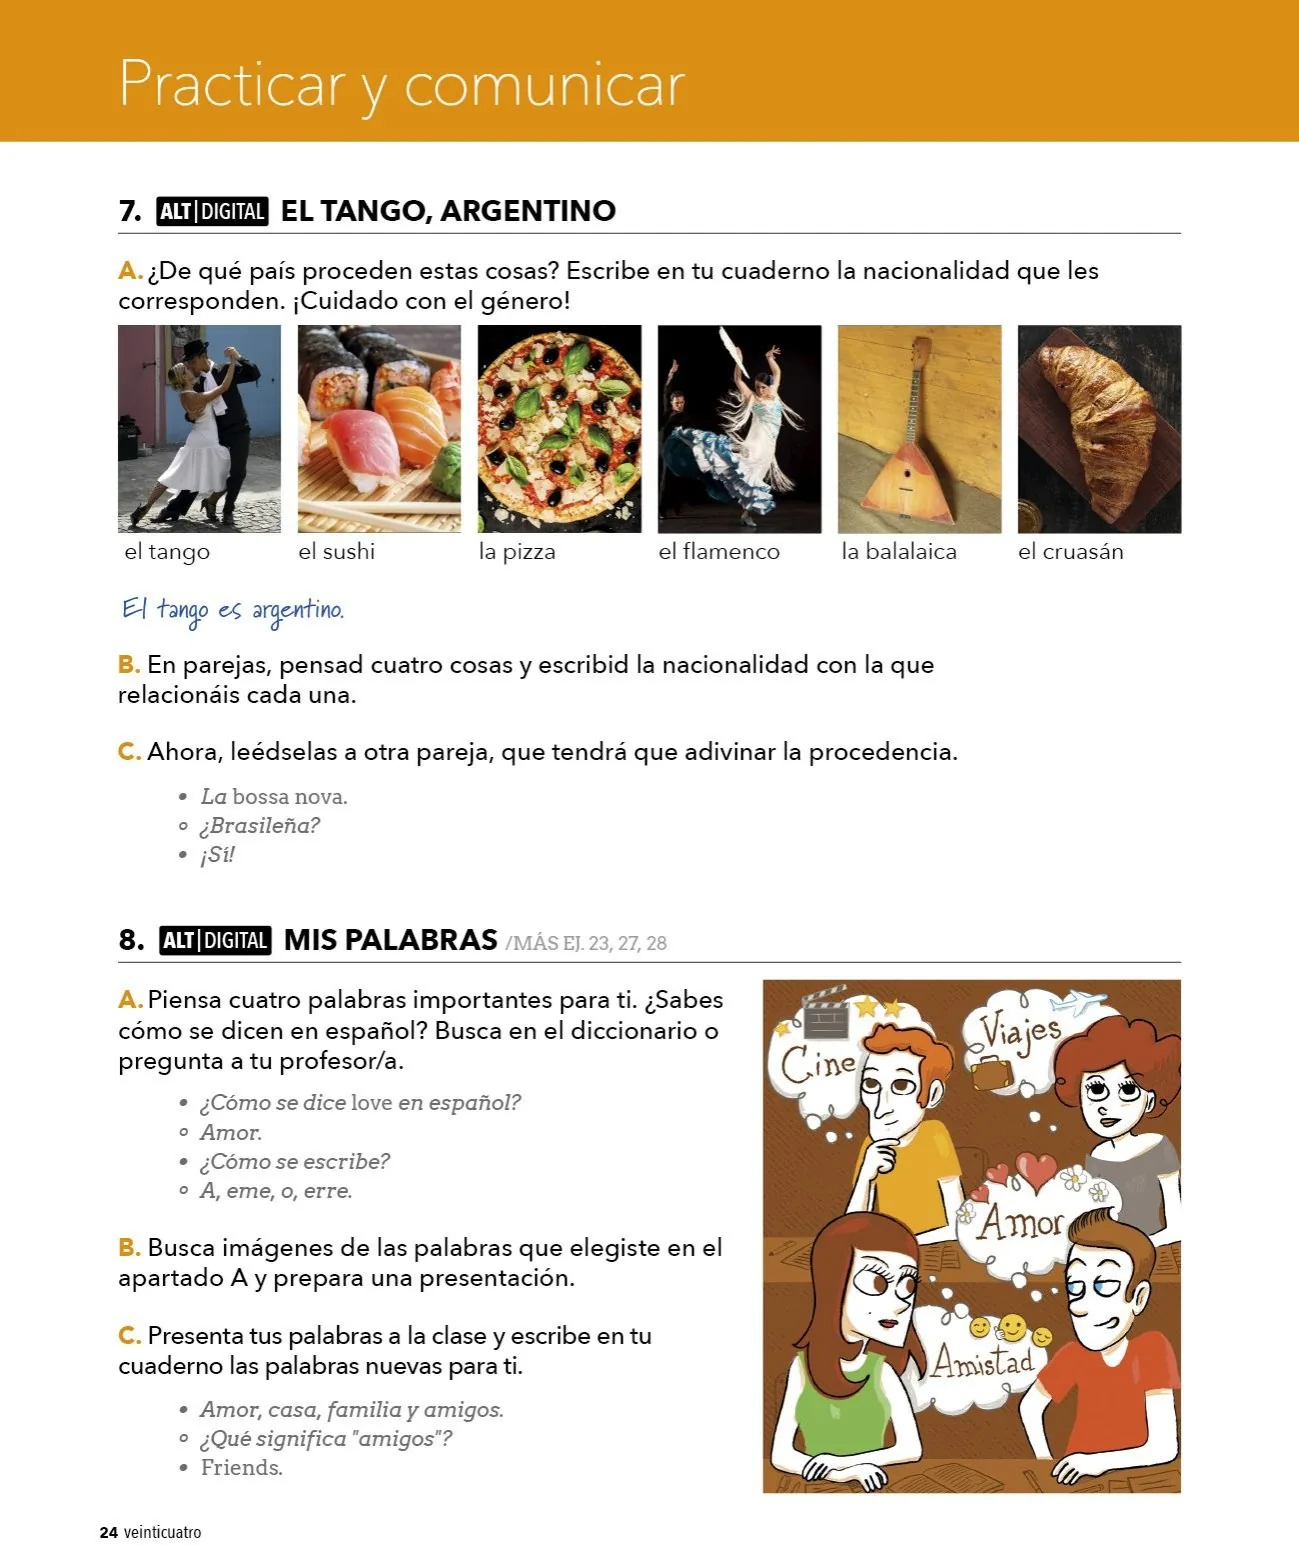 Practicar y comunicar
7. ALT|DIGITAL EL TANGO, ARGENTINO
A. ¿De qué país proceden estas cosas? Escribe en tu cuaderno la nacionalidad que les
corresponden. ¡Cuidado con el género!
el tango
el sushi
la pizza
el flamenco
la balalaica
el cruasán
El tango es argentino.
B. En parejas, pensad cuatro cosas y escribid la nacionalidad con la que
relacionáis cada una.
C. Ahora, leédselas a otra pareja, que tendrá que adivinar la procedencia.
• La bossa nova.
○ ¿Brasileña?
• ¡Sí!
8. ALT|DIGITAL MIS PALABRAS /MÁS EJ. 23, 27, 28
A. Piensa cuatro palabras importantes para ti. ¿Sabes
cómo se dicen en español? Busca en el diccionario o
pregunta a tu profesor/a.
• ¿Cómo se dice love en español?
○ Amor.
• ¿Cómo se escribe?
○ A, eme, o, erre.
B. Busca imágenes de las palabras que elegiste en el
apartado A y prepara una presentación.
C. Presenta tus palabras a la clase y escribe en tu
cuaderno las palabras nuevas para ti.
• Amor, casa, familia y amigos.
○ ¿Qué significa "amigos"?
• Friends.
Cine
Viajes
Amor
Amistad
24 veinticuatro